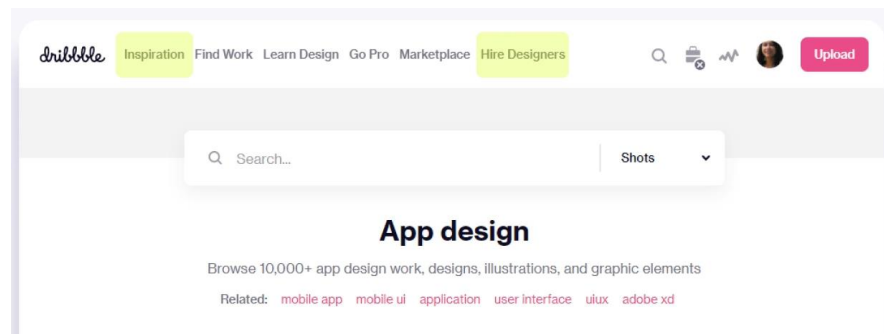 dribbble Inspiration Find Work Learn Design Go Pro Marketplace Hire Designers Upload
Search... Shots
App design
Browse 10,000+ app design work, designs, illustrations, and graphic elements
Related: mobile app mobile ui application user interface uiux adobe xd